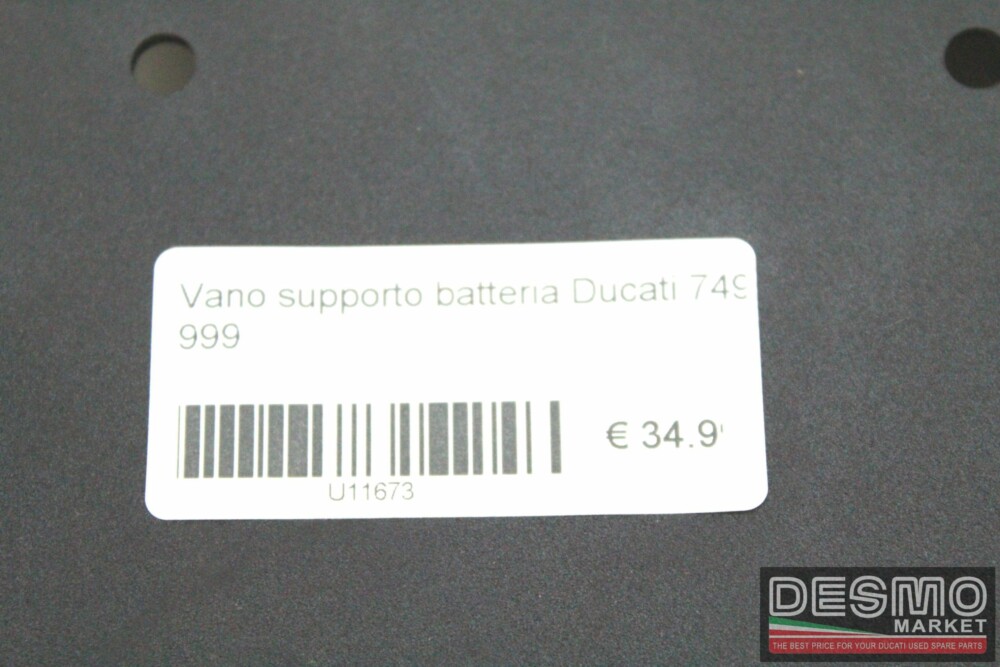 Vano supporto batteria Ducati 749
999
€ 34.9
U11673
DESMO
MARKET
THE BEST PRICE FOR YOUR DUCATI USED SPARE PARTS